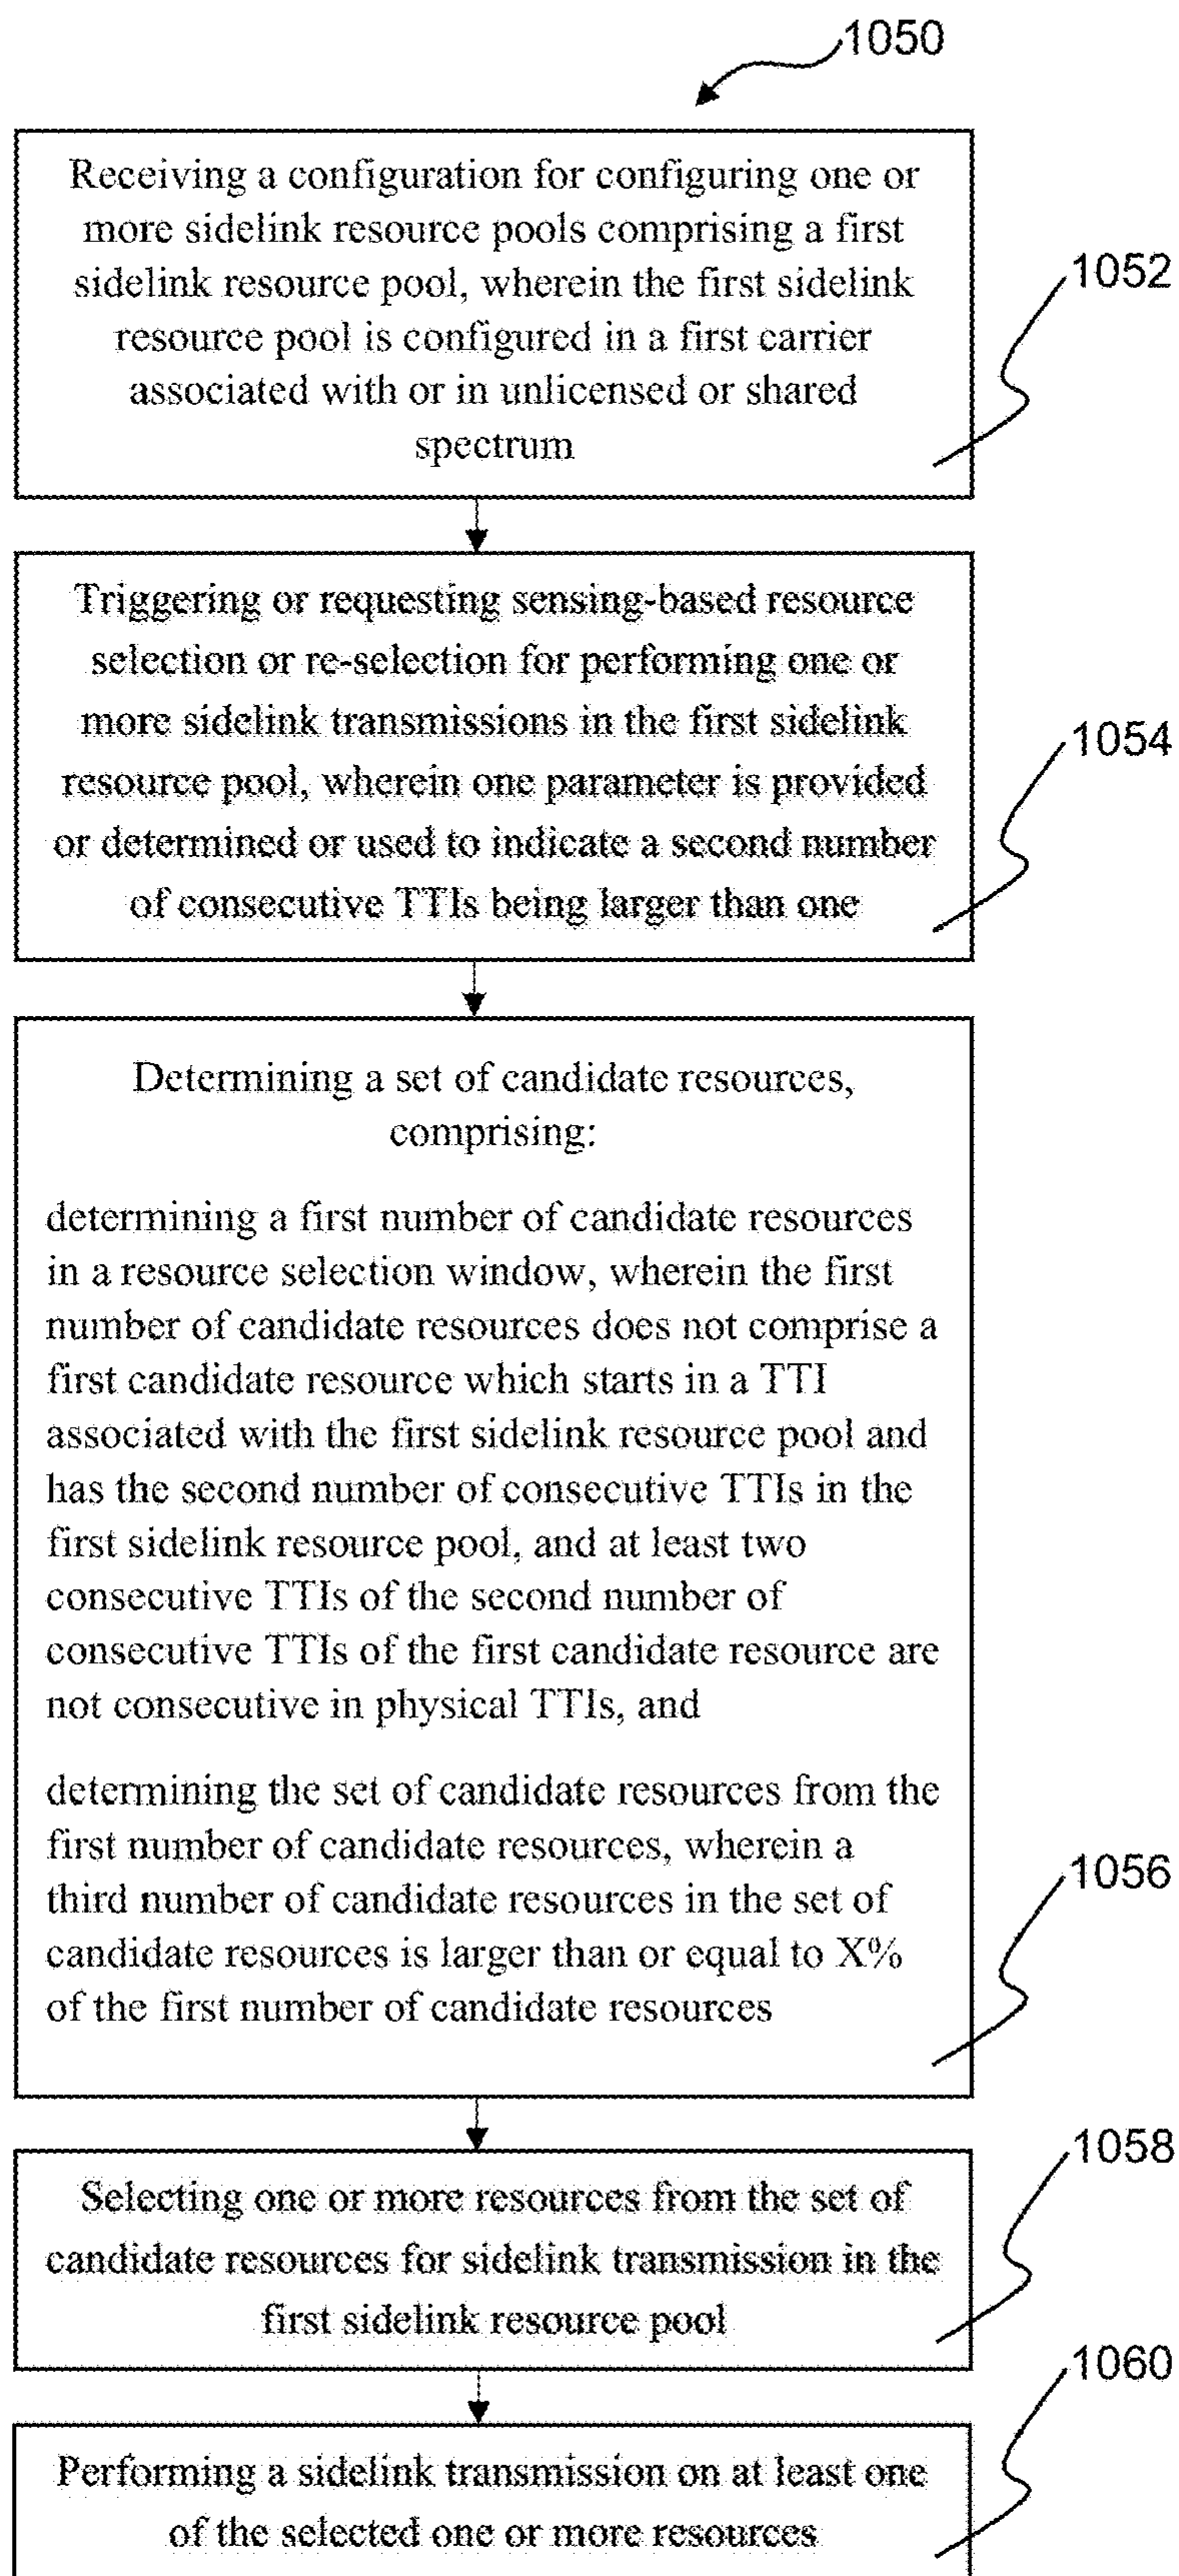 1050
Receiving a configuration for configuring one or
more sidelink resource pools comprising a first
sidelink resource pool, wherein the first sidelink
resource pool is configured in a first carrier
associated with or in unlicensed or shared
spectrum
1052
Triggering or requesting sensing-based resource
selection or re-selection for performing one or
more sidelink transmissions in the first sidelink
resource pool, wherein one parameter is provided
or determined or used to indicate a second number
of consecutive TTIs being larger than one
1054
Determining a set of candidate resources,
comprising:
determining a first number of candidate resources
in a resource selection window, wherein the first
number of candidate resources does not comprise a
first candidate resource which starts in a TTI
associated with the first sidelink resource pool and
has the second number of consecutive TTIs in the
first sidelink resource pool, and at least two
consecutive TTIs of the second number of
consecutive TTIs of the first candidate resource are
not consecutive in physical TTIs, and
determining the set of candidate resources from the
first number of candidate resources, wherein a
third number of candidate resources in the set of
candidate resources is larger than or equal to X%
of the first number of candidate resources
1056
Selecting one or more resources from the set of
candidate resources for sidelink transmission in the
first sidelink resource pool
1058
Performing a sidelink transmission on at least one
of the selected one or more resources
1060